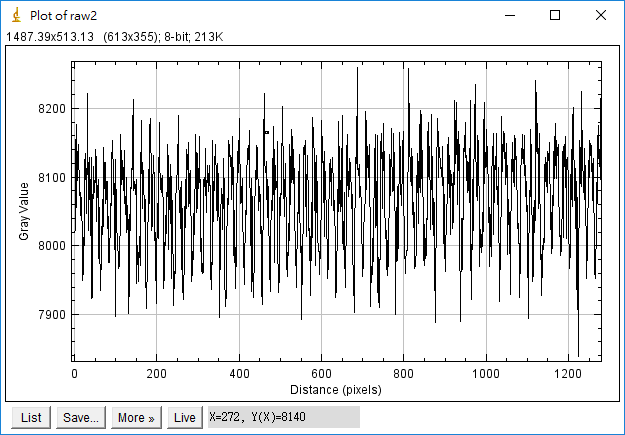 Plot of raw2
1487.39x513.13 (613x355); 8-bit; 213K
8200
8100
8000
7900
Gray Value
0 200 400 600 800 1000 1200
Distance (pixels)
List Save... More » Live X=272, Y(X)=8140